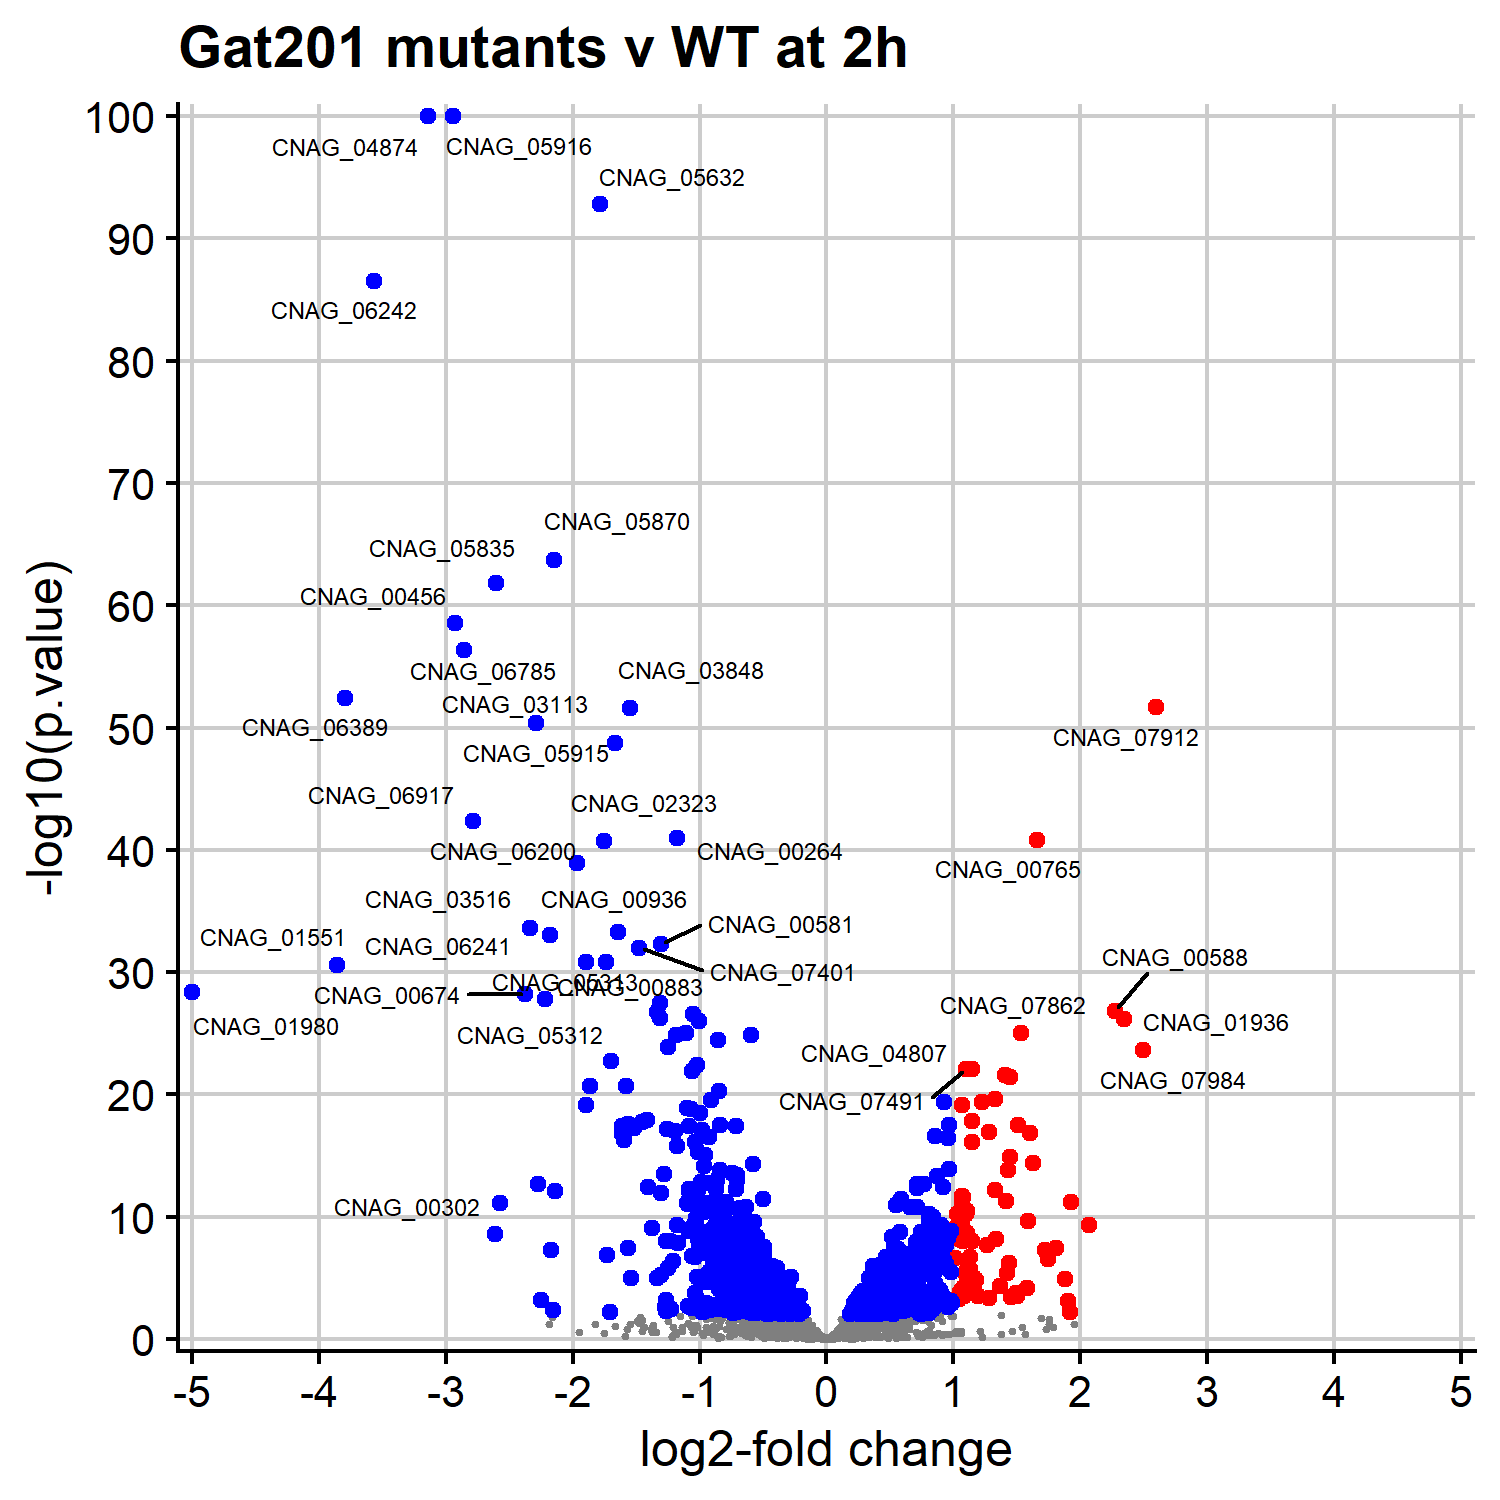 Gat201 mutants v WT at 2h
100
90
80
70
60
50
40
30
20
10
0
-log10(p.value)
CNAG_04874
CNAG_05916
CNAG_05632
CNAG_06242
CNAG_05870
CNAG_05835
CNAG_00456
CNAG_06785
CNAG_03848
CNAG_03113
CNAG_06389
CNAG_05915
CNAG_07912
CNAG_06917
CNAG_02323
CNAG_06200
CNAG_00264
CNAG_00765
CNAG_03516
CNAG_00936
CNAG_00581
CNAG_01551
CNAG_06241
CNAG_00588
CNAG_07401
CNAG_05313
CNAG_00883
CNAG_00674
CNAG_07862
CNAG_01980
CNAG_01936
CNAG_05312
CNAG_04807
CNAG_07984
CNAG_07491
CNAG_00302
-5 -4 -3 -2 -1 0 1 2 3 4 5
log2-fold change